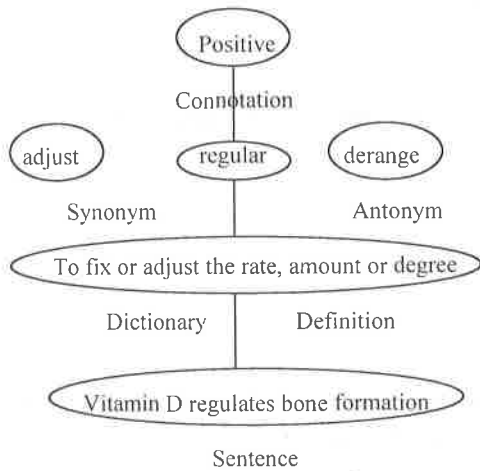 Positive
Connotation
adjust regular derange
Synonym Antonym
To fix or adjust the rate, amount or degree
Dictionary Definition
Vitamin D regulates bone formation
Sentence